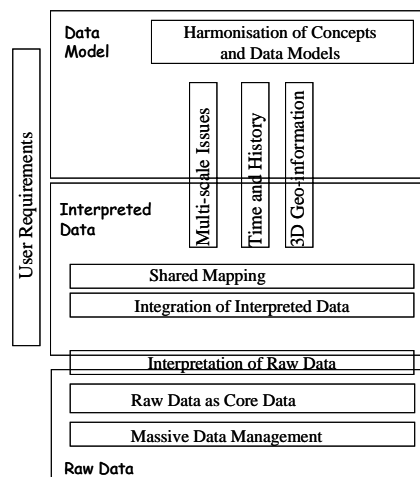 Data
Model
Harmonisation of Concepts
and Data Models
User Requirements
Multi-scale Issues
Time and History
3D Geo-information
Interpreted
Data
Shared Mapping
Integration of Interpreted Data
Interpretation of Raw Data
Raw Data as Core Data
Massive Data Management
Raw Data